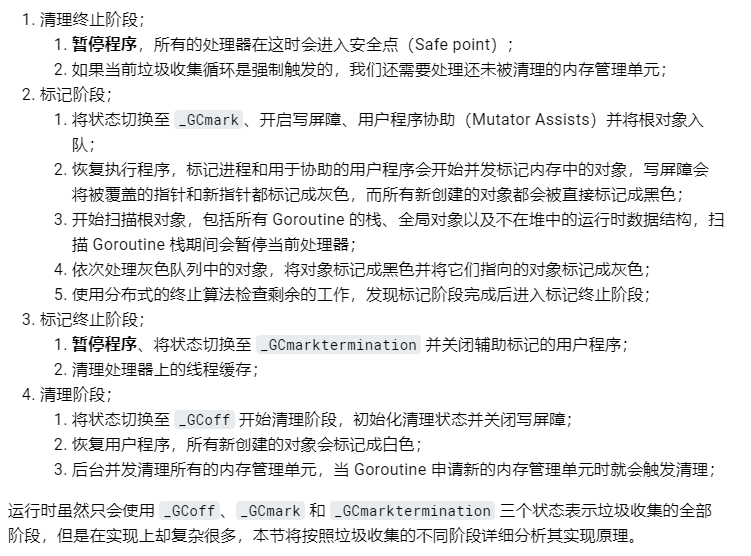 1. 清理终止阶段；
1. 暂停程序，所有的处理器在这时会进入安全点（Safe point）；
2. 如果当前垃圾收集循环是强制触发的，我们还需要处理还未被清理的内存管理单元；
2. 标记阶段；
1. 将状态切换至 _GCmark、开启写屏障、用户程序协助（Mutator Assists）并将根对象入
队；
2. 恢复执行程序，标记进程和用于协助的用户程序会开始并发标记内存中的对象，写屏障会
将被覆盖的指针和新指针都标记成灰色，而所有新创建的对象都会被直接标记成黑色；
3. 开始扫描根对象，包括所有 Goroutine 的栈、全局对象以及不在堆中的运行时数据结构，扫
描 Goroutine 栈期间会暂停当前处理器；
4. 依次处理灰色队列中的对象，将对象标记成黑色并将它们指向的对象标记成灰色；
5. 使用分布式的终止算法检查剩余的工作，发现标记阶段完成后进入标记终止阶段；
3. 标记终止阶段；
1. 暂停程序、将状态切换至 _GCmarktermination 并关闭辅助标记的用户程序；
2. 清理处理器上的线程缓存；
4. 清理阶段；
1. 将状态切换至 _GCoff 开始清理阶段，初始化清理状态并关闭写屏障；
2. 恢复用户程序，所有新创建的对象会标记成白色；
3. 后台并发清理所有的内存管理单元，当 Goroutine 申请新的内存管理单元时就会触发清理；
运行时虽然只会使用 _GCoff、_GCmark 和 _GCmarktermination 三个状态表示垃圾收集的全部
阶段，但是在实现上却复杂很多，本节将按照垃圾收集的不同阶段详细分析其实现原理。